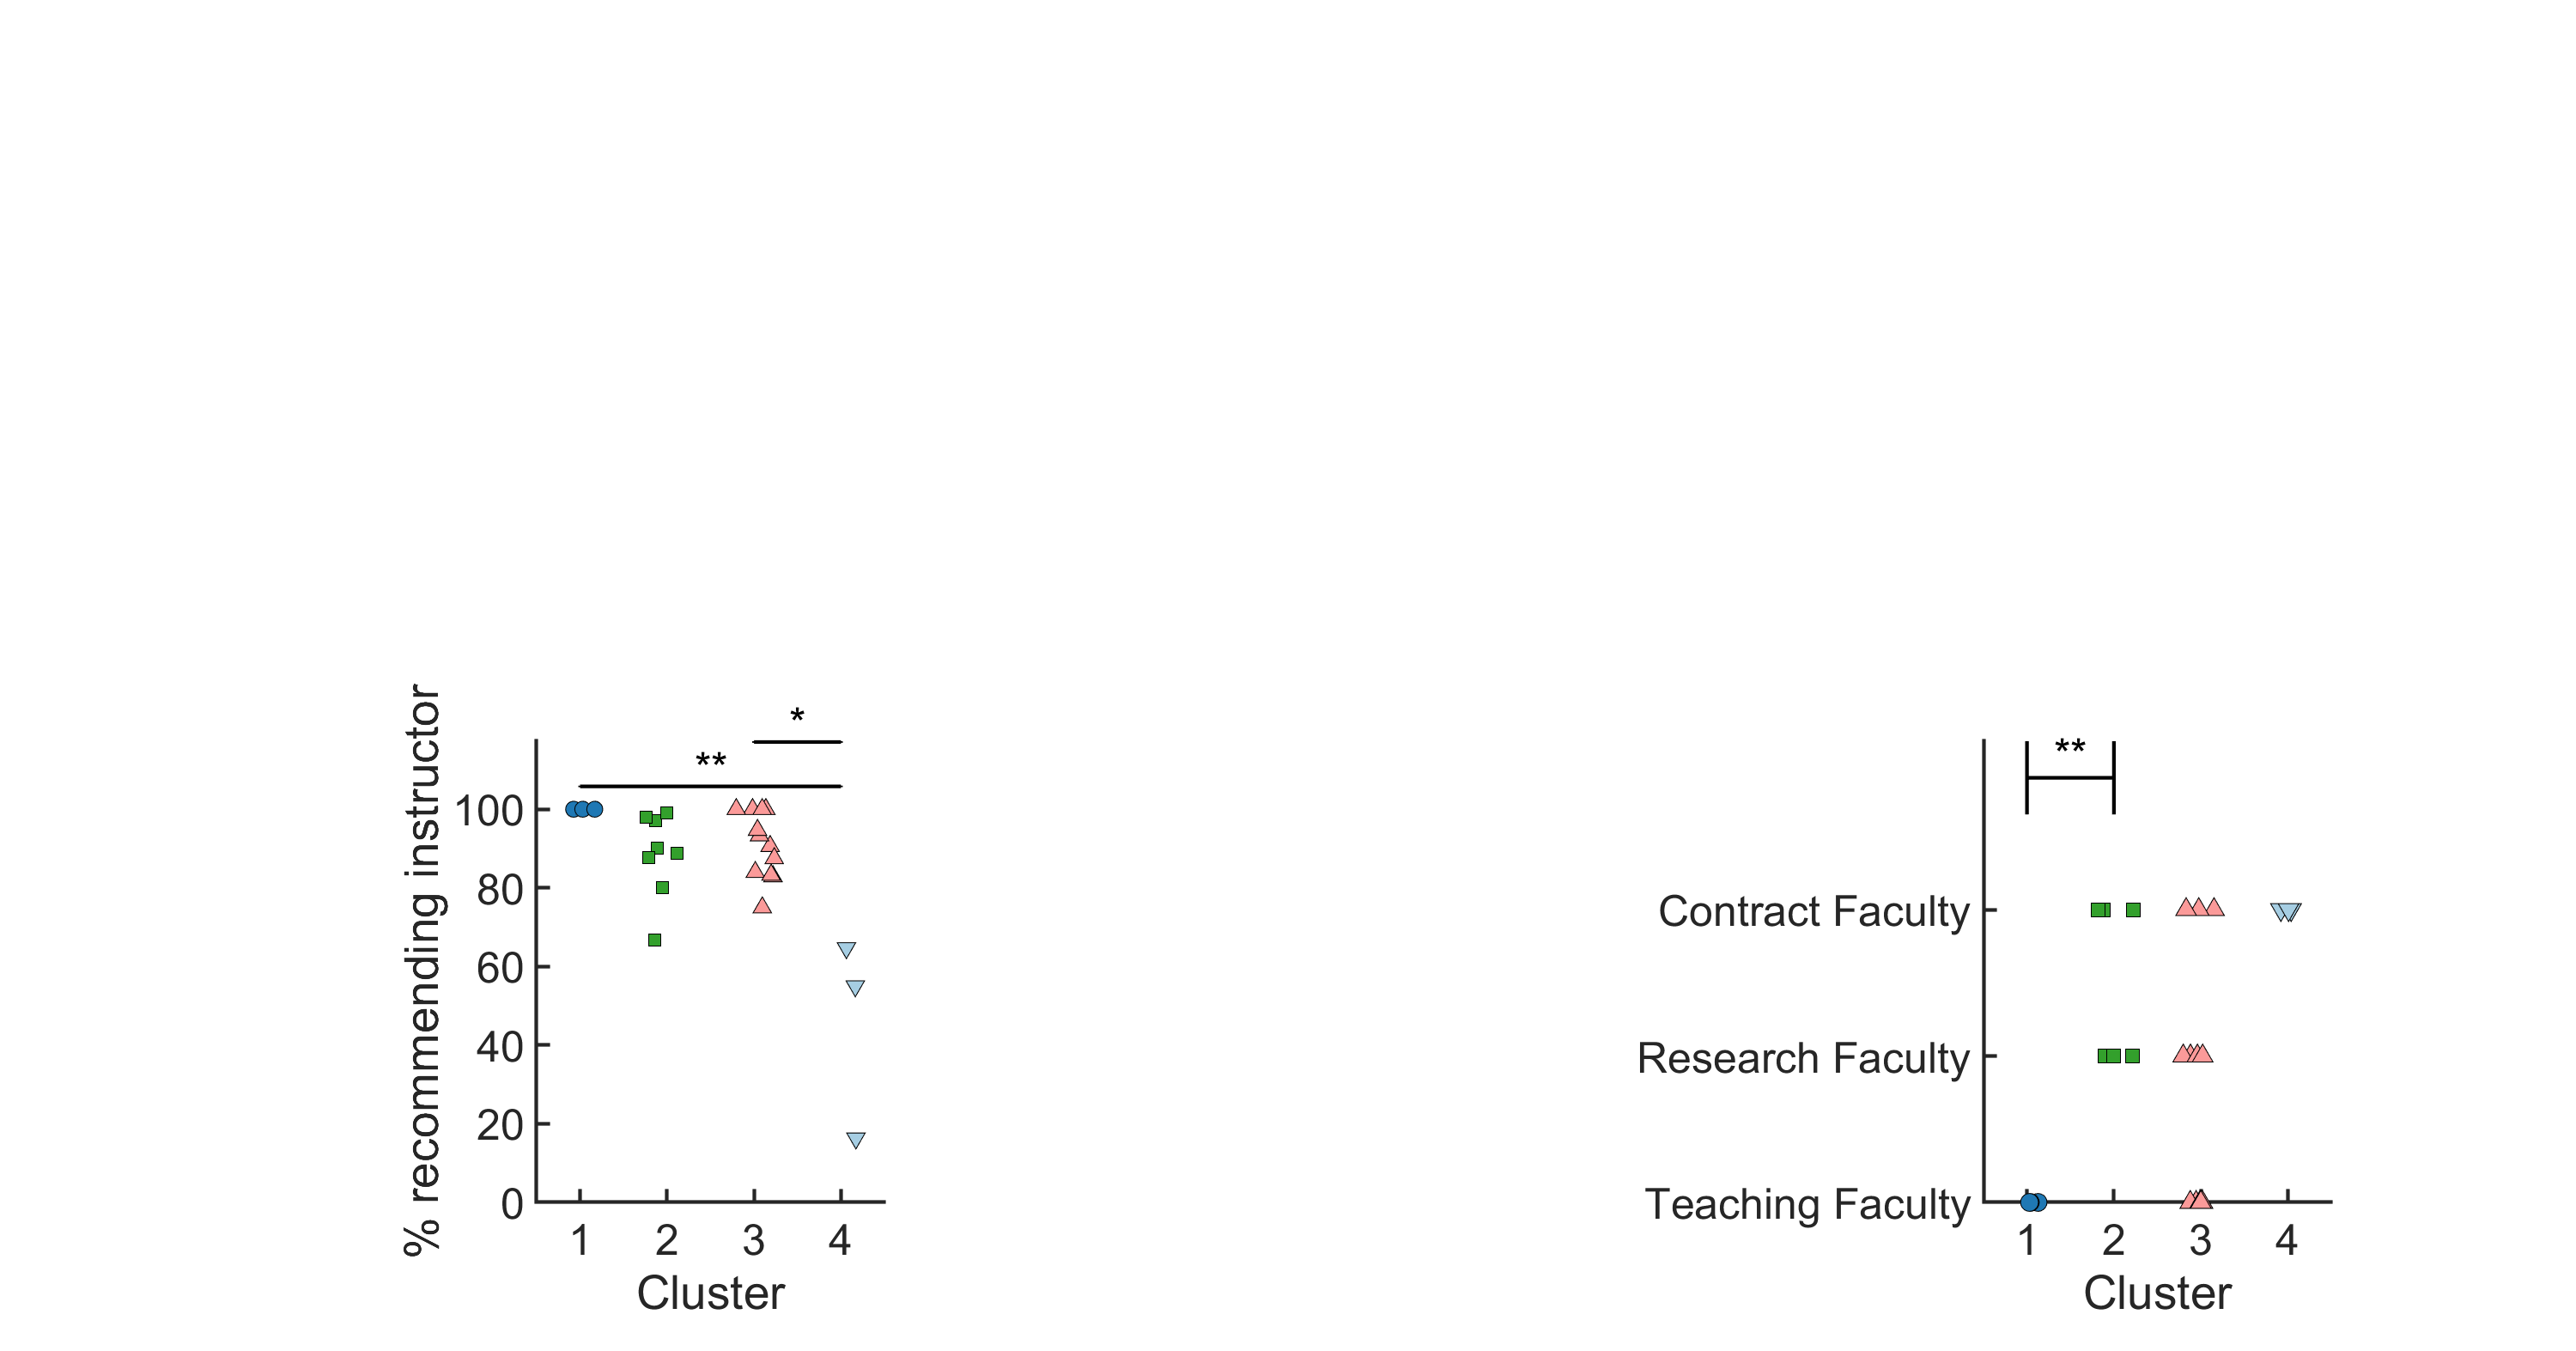 % recommending instructor
*
**
100
80
60
40
20
0
1 2 3 4
Cluster
**
Contract Faculty
Research Faculty
Teaching Faculty
1 2 3 4
Cluster